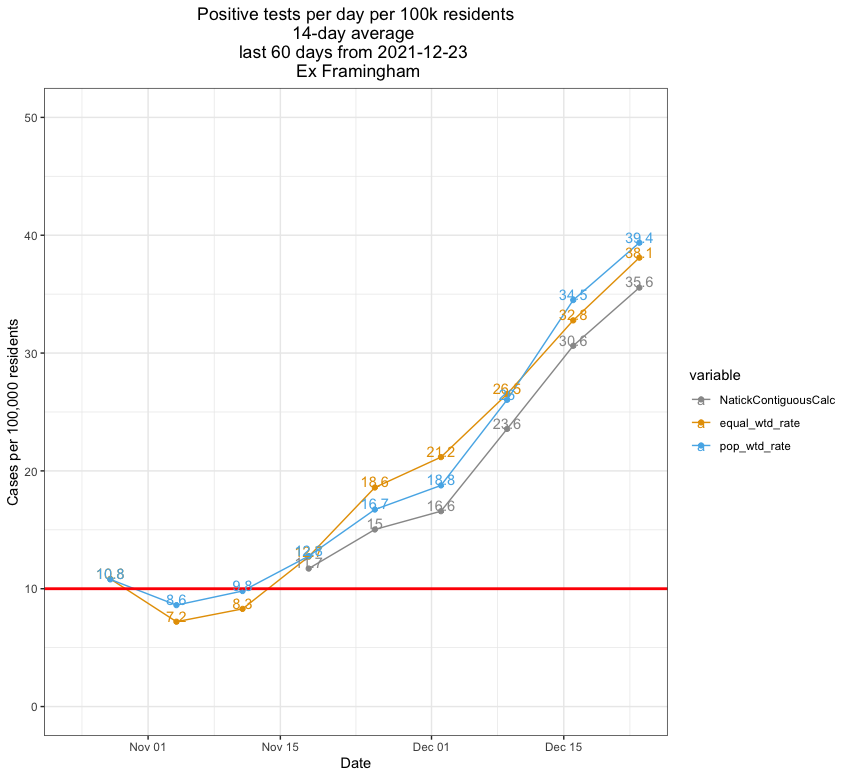 Positive tests per day per 100k residents
14-day average
last 60 days from 2021-12-23
Ex Framingham
50
40
30
20
10
0
Cases per 100,000 residents
10.8
8.6
7.2
9.8
8.3
11.7
18.6
16.7
15
21.2
18.8
16.6
26.5
26
23.6
34.5
32.8
30.6
39.4
38.1
35.6
Nov 01
Nov 15
Dec 01
Dec 15
Date
variable
a NatickContiguousCalc
a equal_wtd_rate
a pop_wtd_rate